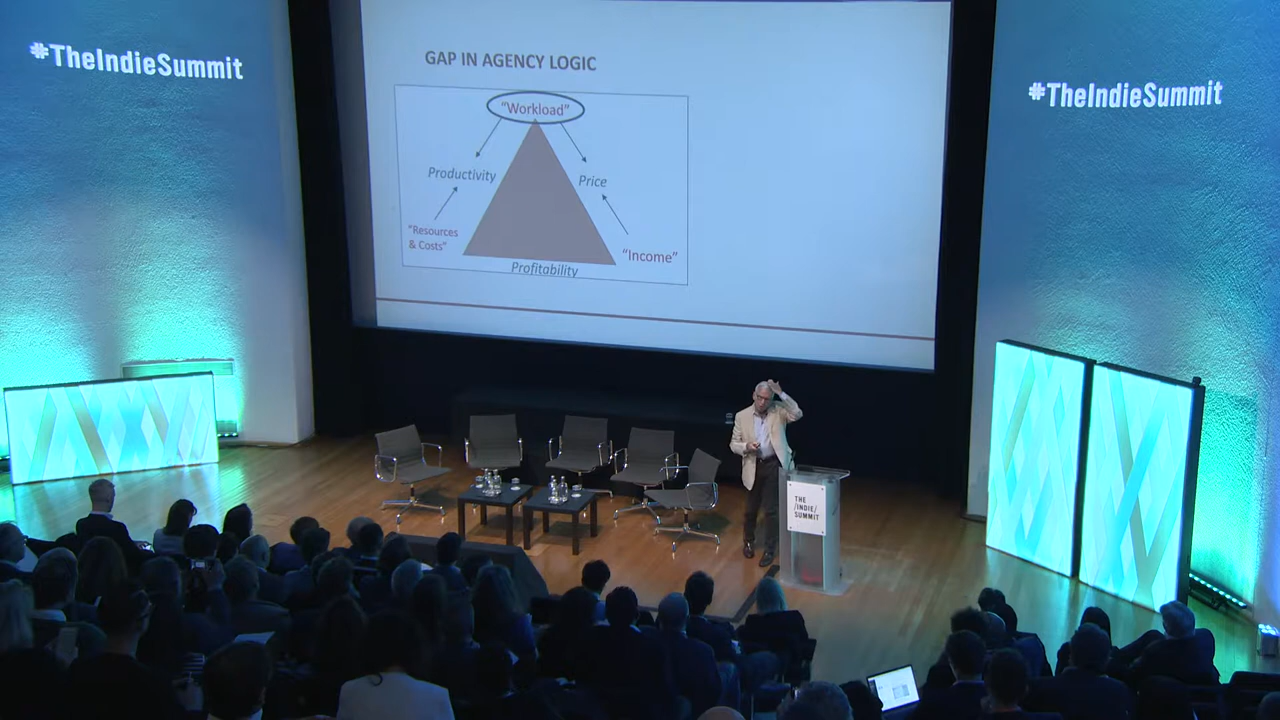 #TheIndieSummit
#TheIndieSummit
GAP IN AGENCY LOGIC
"Workload"
Productivity
Price
"Resources
& Costs"
"Income"
Profitability
THE
/INDIE/
SUMMIT